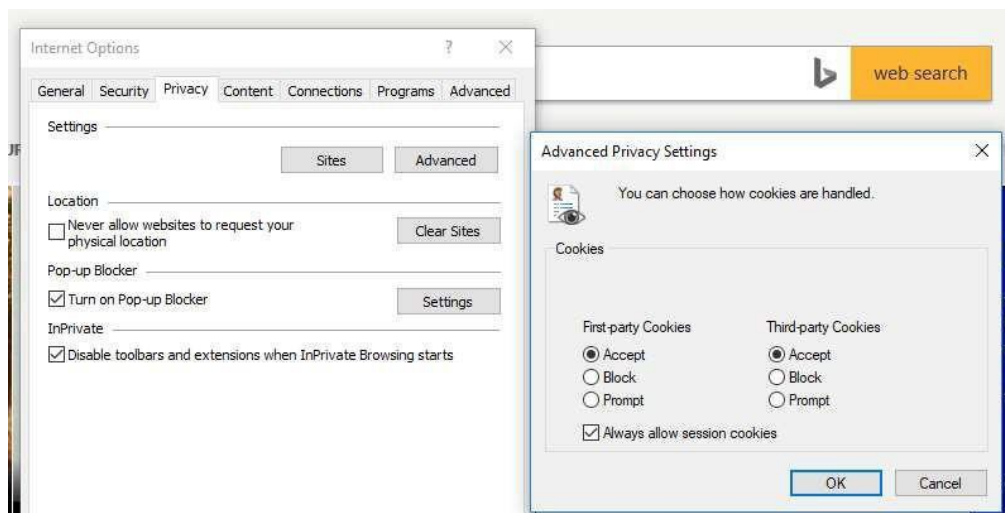 Internet Options
General Security Privacy Content Connections Programs Advanced
Settings
Sites Advanced
Location
Never allow websites to request your
physical location
Clear Sites
Pop-up Blocker
Turn on Pop-up Blocker
Settings
InPrivate
Disable toolbars and extensions when InPrivate Browsing starts
web search
Advanced Privacy Settings
You can choose how cookies are handled.
Cookies
First-party Cookies Third-party Cookies
Accept Accept
Block Block
Prompt Prompt
Always allow session cookies
OK Cancel